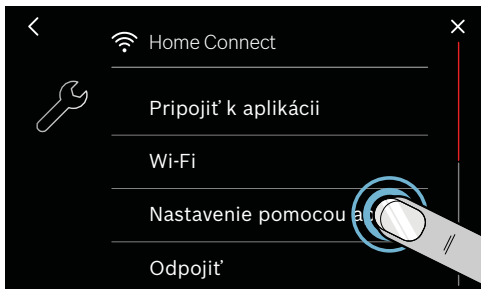 Home Connect
Pripojiť k aplikácii
Wi-Fi
Nastavenie pomocou
Odpojiť